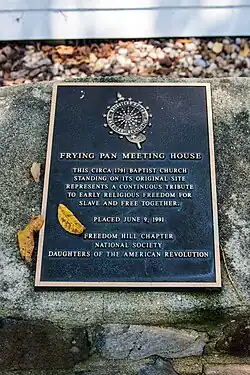 FRYING PAN MEETING HOUSE
THIS CIRCA 1791 BAPTIST CHURCH
STANDING ON ITS ORIGINAL SITE
REPRESENTS A CONTINUOUS TRIBUTE
TO EARLY RELIGIOUS FREEDOM FOR
SLAVE AND FREE TOGETHER.
PLACED JUNE 9, 1991
FREEDOM HILL CHAPTER
NATIONAL SOCIETY
DAUGHTERS OF THE AMERICAN REVOLUTION